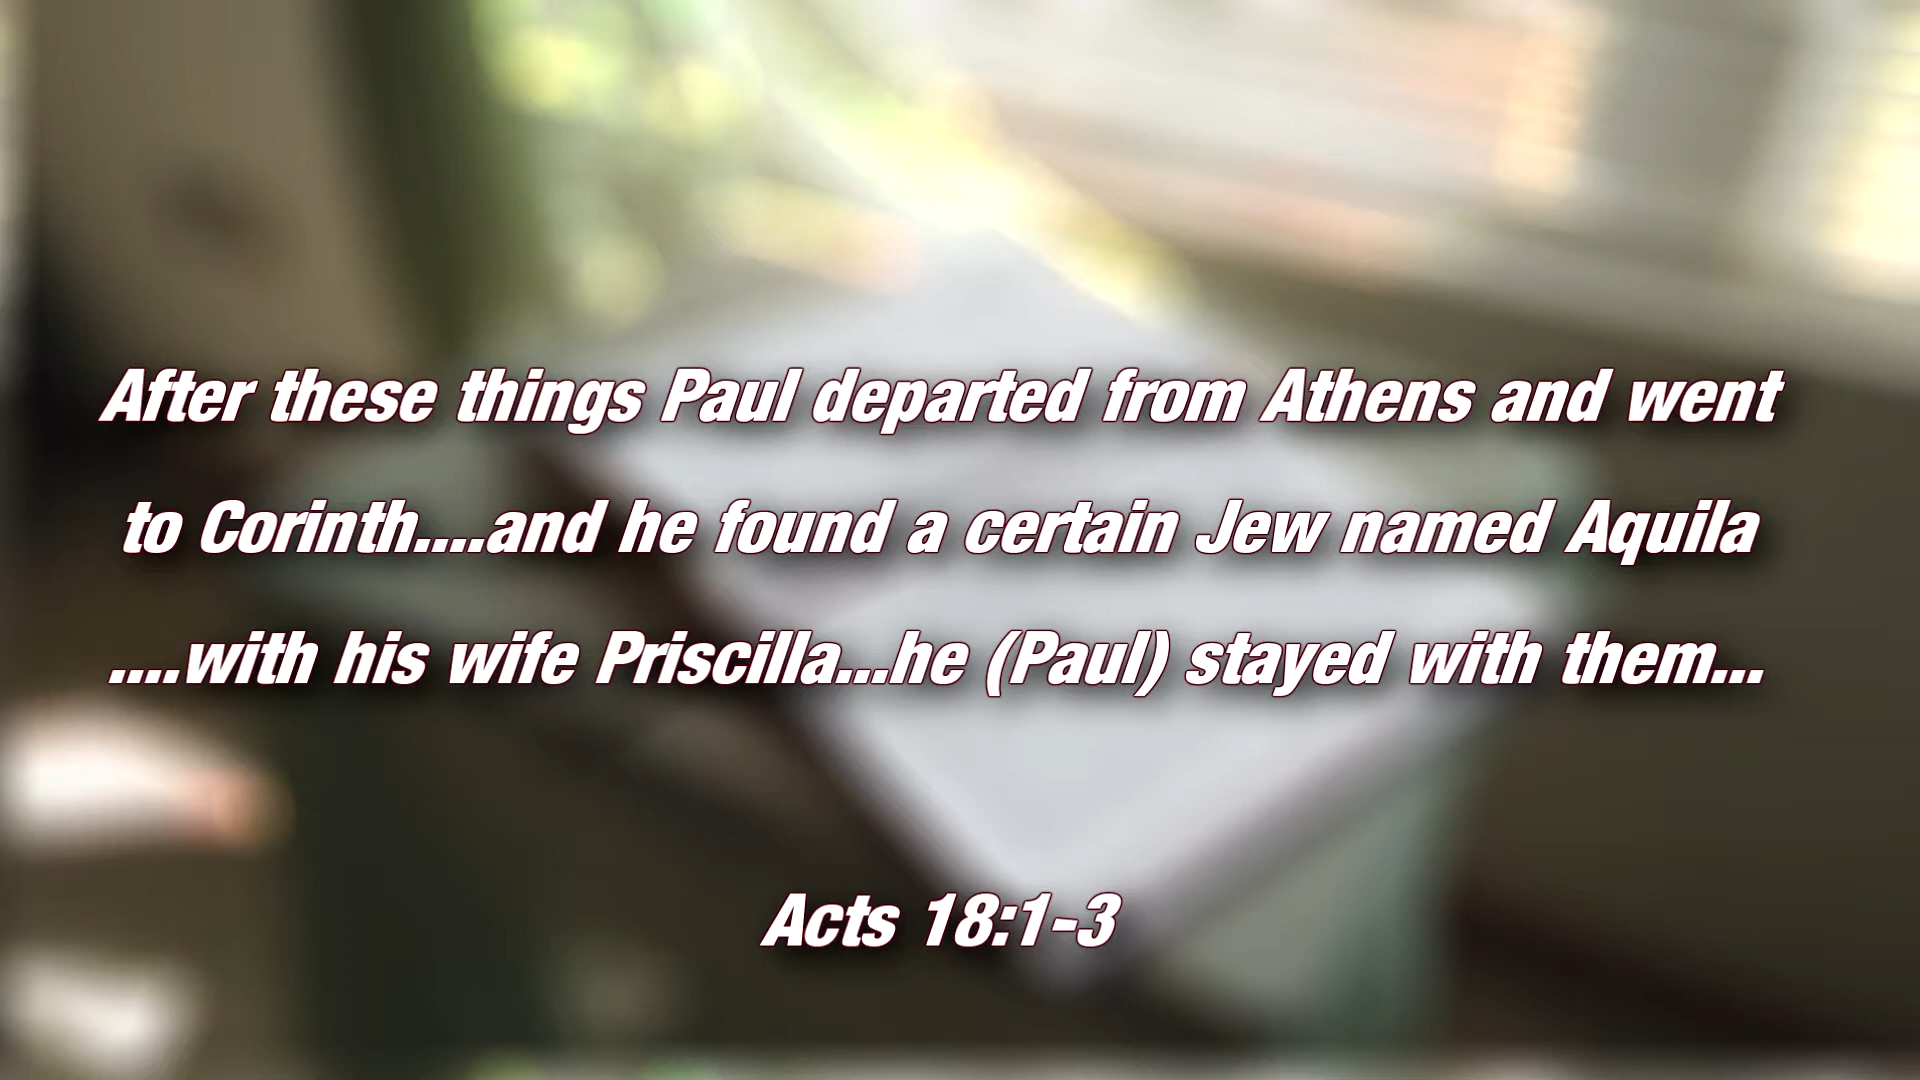 After these things Paul departed from Athens and went
to Corinth....and he found a certain Jew named Aquila
....with his wife Priscilla...he (Paul) stayed with them...
Acts 18:1-3